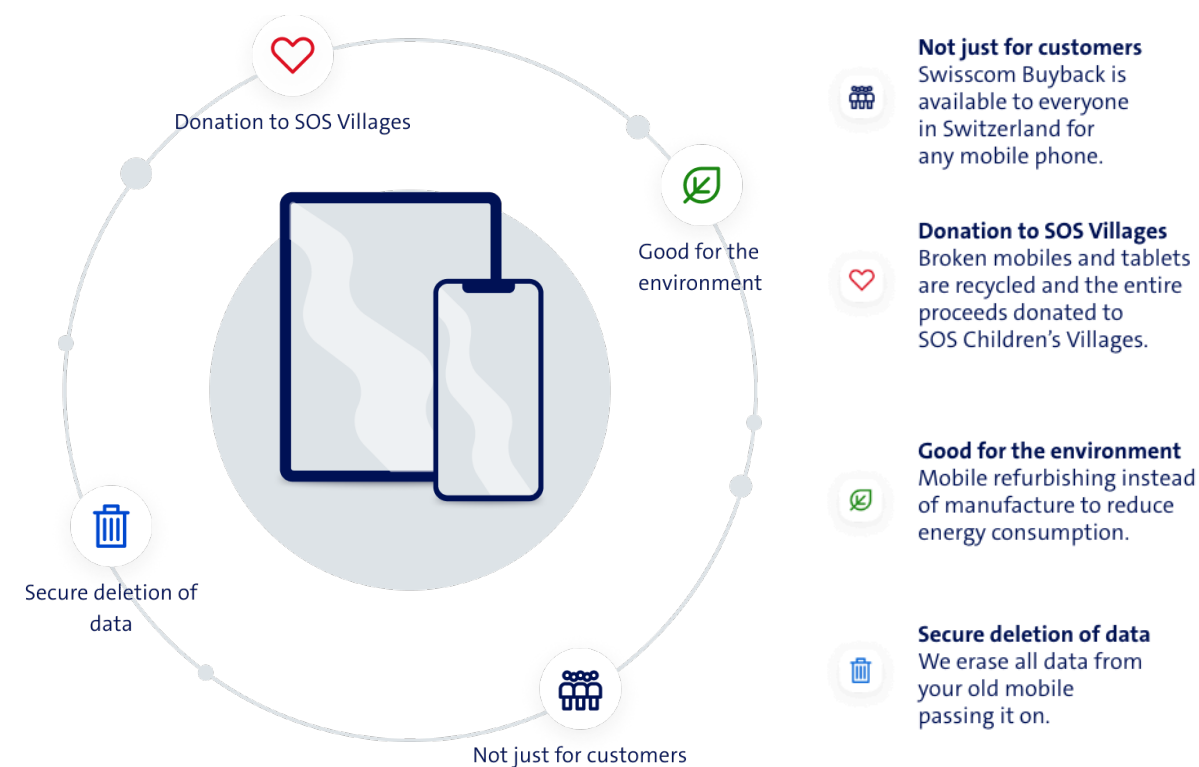 Donation to SOS Villages
Good for the
environment
Secure deletion of
data
Not just for customers
Not just for customers
Swisscom Buyback is
available to everyone
in Switzerland for
any mobile phone.
Donation to SOS Villages
Broken mobiles and tablets
are recycled and the entire
proceeds donated to
SOS Children’s Villages.
Good for the environment
Mobile refurbishing instead
of manufacture to reduce
energy consumption.
Secure deletion of data
We erase all data from
your old mobile
passing it on.